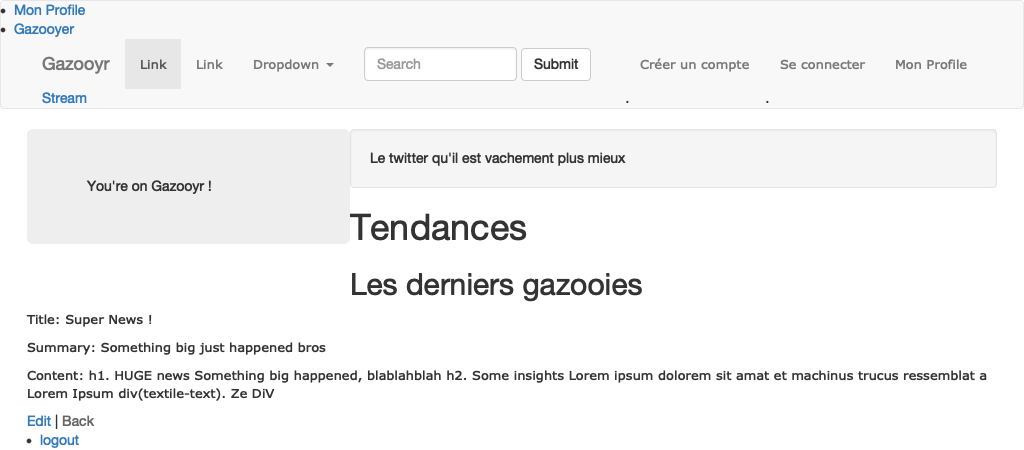 Mon Profile
Gazooyer
Gazooyr Link Link Dropdown Search Submit Créer un compte Se connecter Mon Profile
Stream
Le twitter qu'il est vachement plus mieux
You're on Gazooyr !
Tendances
Les derniers gazooies
Title: Super News !
Summary: Something big just happened bros
Content: h1. HUGE news Something big happened, blablahblah h2. Some insights Lorem ipsum dolorem sit amat et machinus trucus ressemblat a
Lorem Ipsum div(textile-text). Ze DiV
Edit | Back
logout